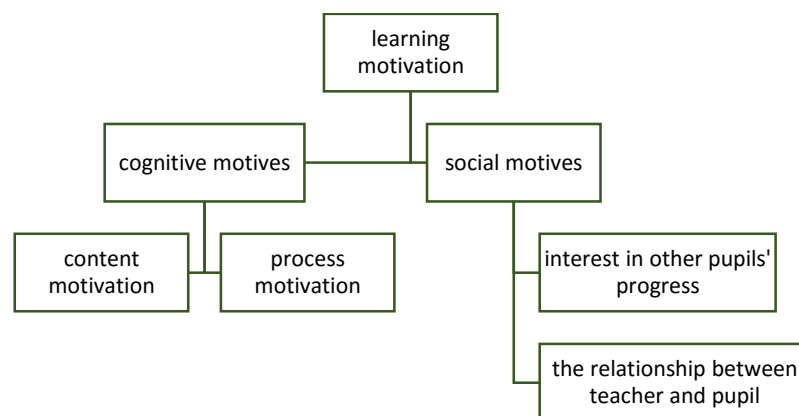 learning
motivation
cognitive motives
social motives
content
motivation
process
motivation
interest in other pupils'
progress
the relationship between
teacher and pupil